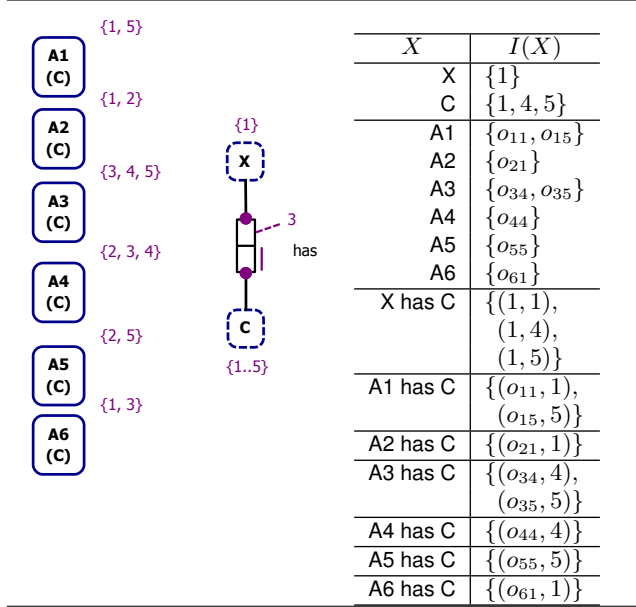 {1, 5}
A1
(C)
{1, 2}
A2
(C)
{3, 4, 5}
A3
(C)
{2, 3, 4}
A4
(C)
{2, 5}
A5
(C)
{1, 3}
A6
(C)
{1}
X
3
has
C
{1..5}
X I(X)
X {1}
C {1, 4, 5}
A1 {o₁₁, o₁₅}
A2 {o₂₁}
A3 {o₃₄, o₃₅}
A4 {o₄₄}
A5 {o₅₅}
A6 {o₆₁}
X has C {(1, 1),
(1, 4),
(1, 5)}
A1 has C {(o₁₁, 1),
(o₁₅, 5)}
A2 has C {(o₂₁, 1)}
A3 has C {(o₃₄, 4),
(o₃₅, 5)}
A4 has C {(o₄₄, 4)}
A5 has C {(o₅₅, 5)}
A6 has C {(o₆₁, 1)}